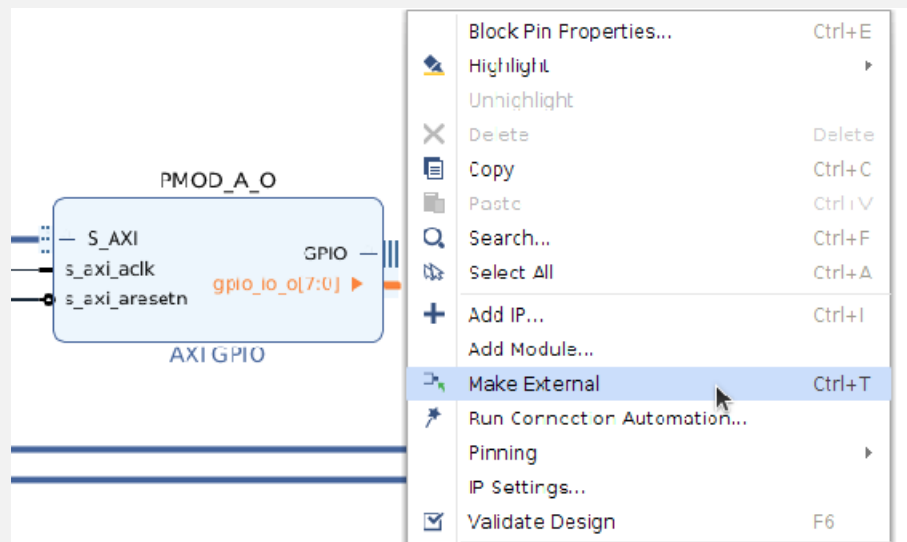 PMOD_A_O
S_AXI
s_axi_aclk
s_axi_aresetn
GPIO
gpio_io_o[7:0]
AXI GPIO
Block Pin Properties... Ctrl+E
Highlight
Unhighlight
Delete Delete
Copy Ctrl+C
Paste Ctrl+V
Search... Ctrl+F
Select All Ctrl+A
Add IP... Ctrl+I
Add Module...
Make External Ctrl+T
Run Connection Automation...
Pinning
IP Settings...
Validate Design F6